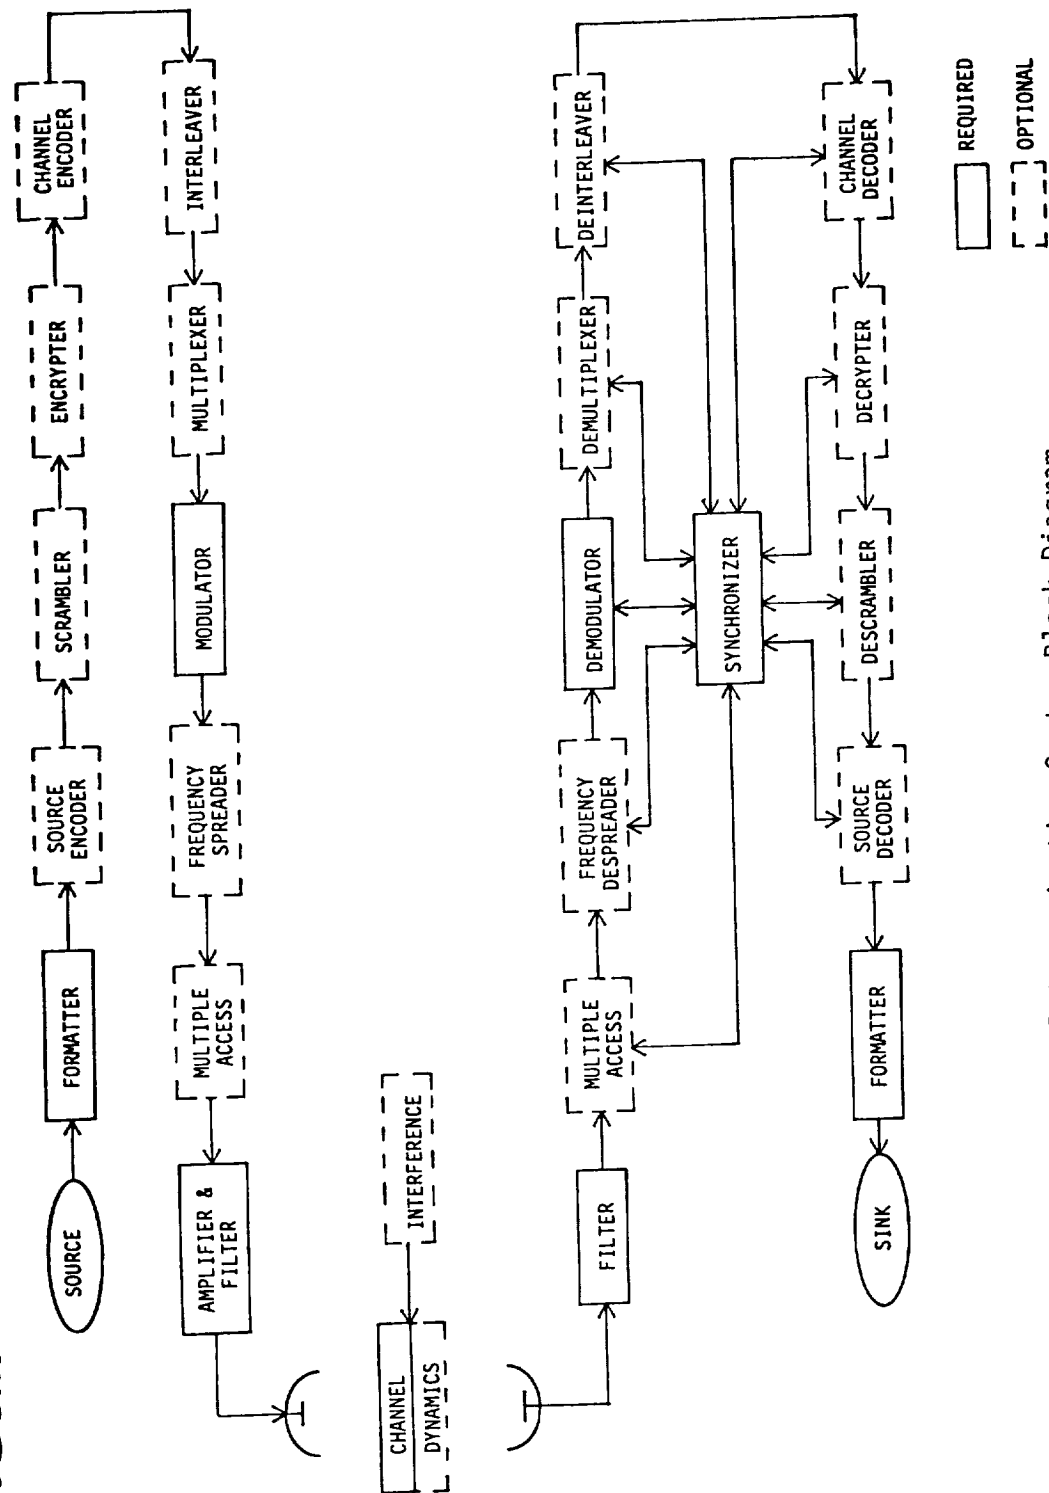 SOURCE
FORMATTER
SOURCE
ENCODER
SCRAMBLER
ENCRYPTER
CHANNEL
ENCODER
INTERLEAVER
MULTIPLEXER
MODULATOR
FREQUENCY
SPREADER
MULTIPLE
ACCESS
AMPLIFIER &
FILTER
CHANNEL
DYNAMICS
INTERFERENCE
FILTER
MULTIPLE
ACCESS
FREQUENCY
DESPREADER
DEMODULATOR
DEMULTIPLEXER
DEINTERLEAVER
SYNCHRONIZER
CHANNEL
DECODER
DECRYPTER
DESCRAMBLER
SOURCE
DECODER
FORMATTER
SINK
REQUIRED
OPTIONAL
Block Diagram